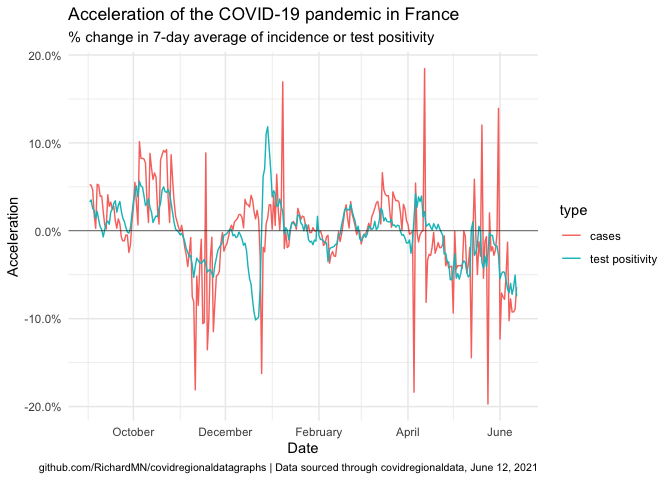 Acceleration of the COVID-19 pandemic in France
% change in 7-day average of incidence or test positivity
20.0%
10.0%
0.0%
-10.0%
-20.0%
Acceleration
October
December
February
April
June
Date
type
cases
test positivity
github.com/RichardMN/covidregionaldatagraphs | Data sourced through covidregionaldata, June 12, 2021